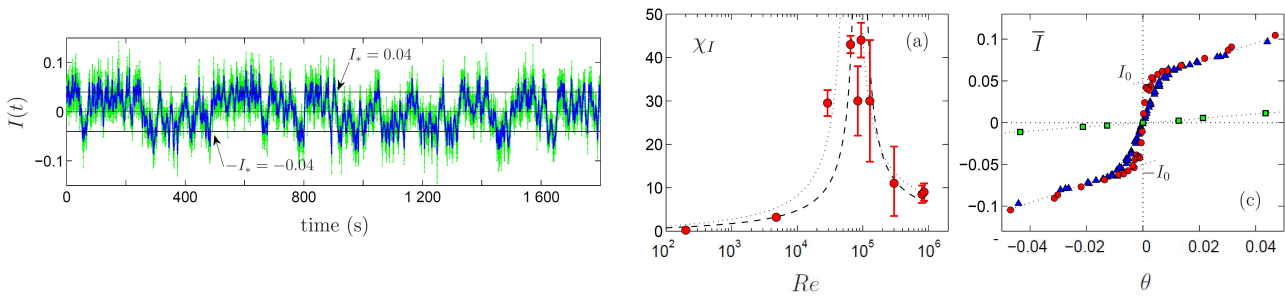 I(t)
0.1
0
−0.1
I* = 0.04
−I* = −0.04
0 400 800 1 200 1 600
time (s)
χI
(a)
50
40
30
20
10
0
10² 10³ 10⁴ 10⁵ 10⁶
Re
I̅
I0
−I0
(c)
0.1
0.05
0
−0.05
−0.1
-
−0.04 −0.02 0 0.02 0.04
θ